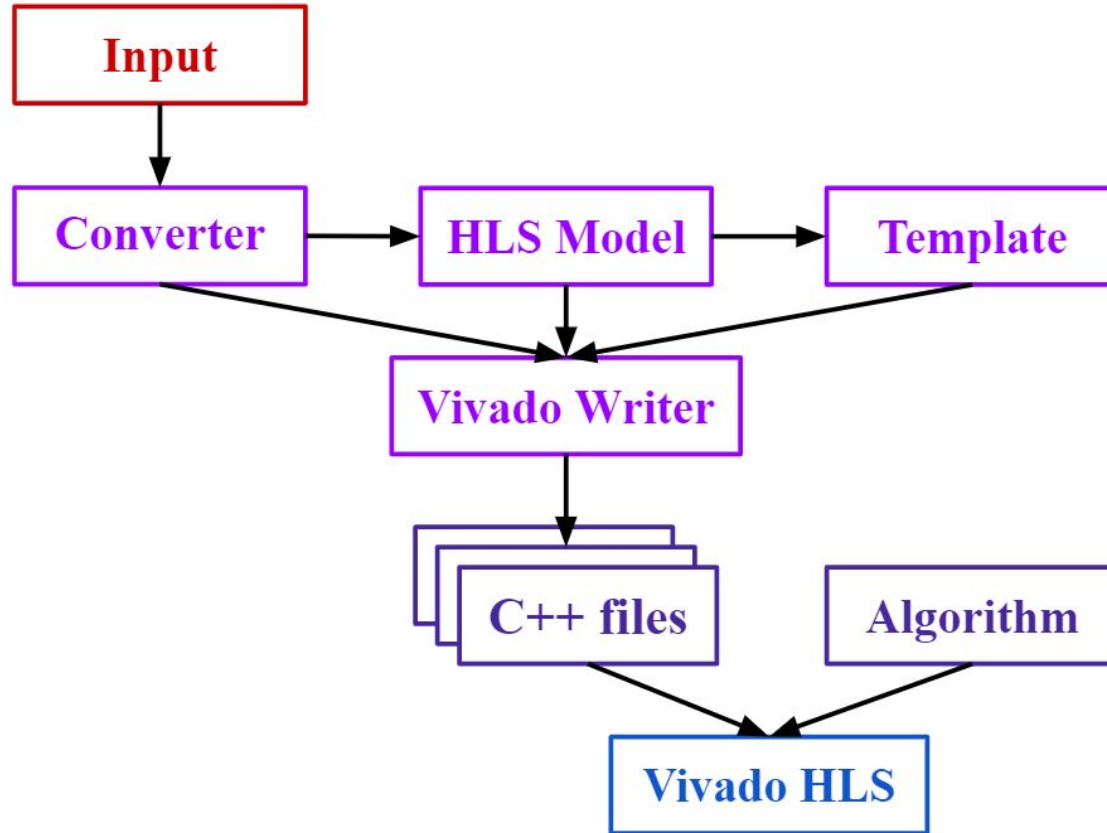 Input
Converter
HLS Model
Template
Vivado Writer
C++ files
Algorithm
Vivado HLS